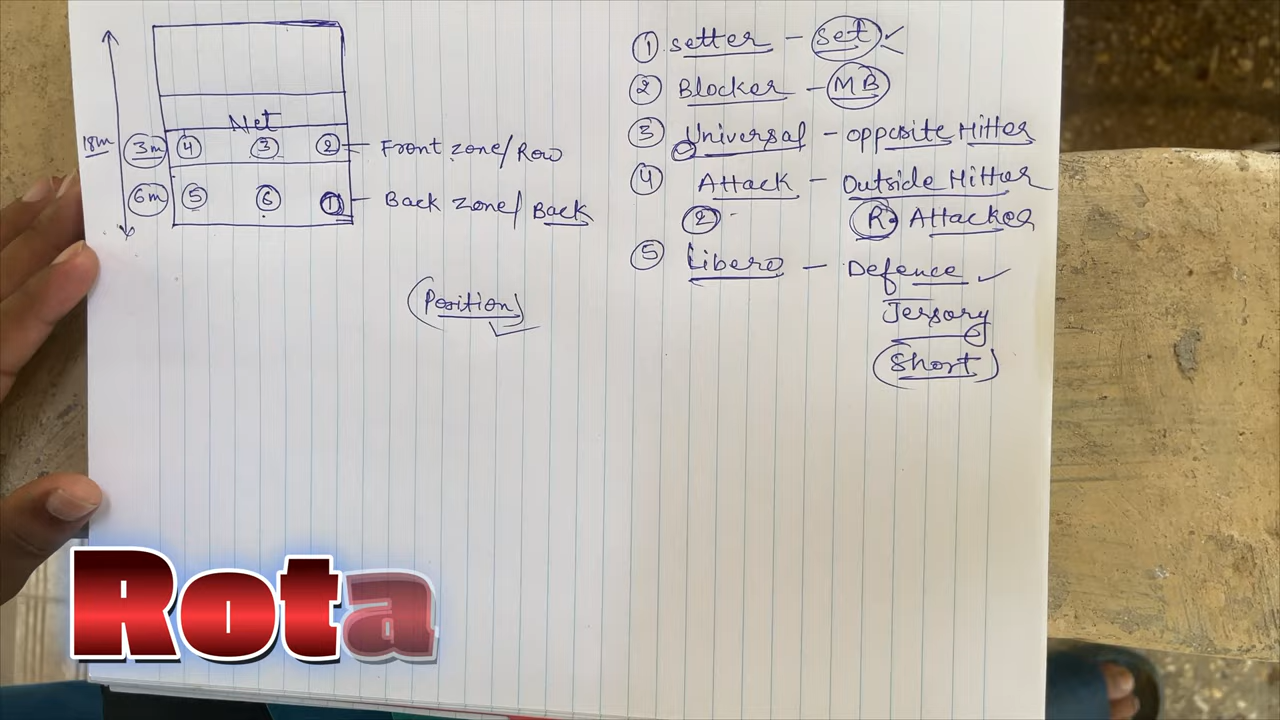 Net
18m
3m 4 3 2 Front zone/Row
6m 5 6 1 Back zone/Back
Position
1 Setter - Set
2 Blocker - MB
3 Universal - Opposite Hitter
4 Attack - Outside Hitter
2 R. Attacker
5 Libero - Defence
Jersory
Short
Rota